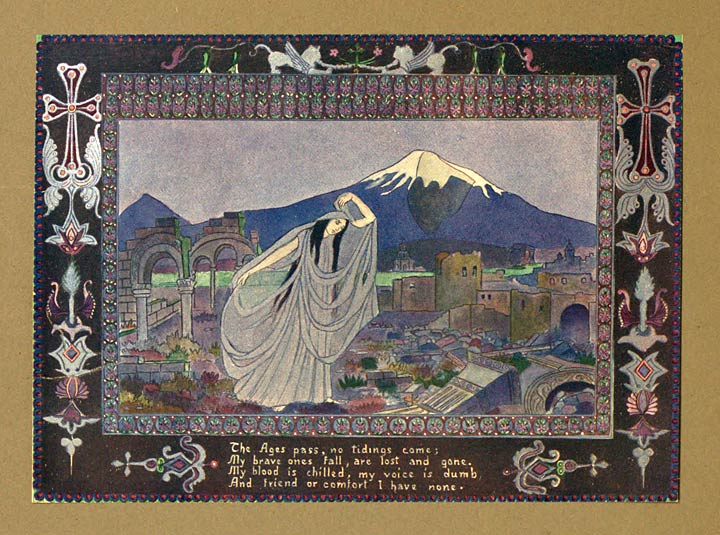 The Ages pass, no tidings come;
My brave ones fall, are lost and gone.
My blood is chilled, my voice is dumb,
And friend or comfort I have none.